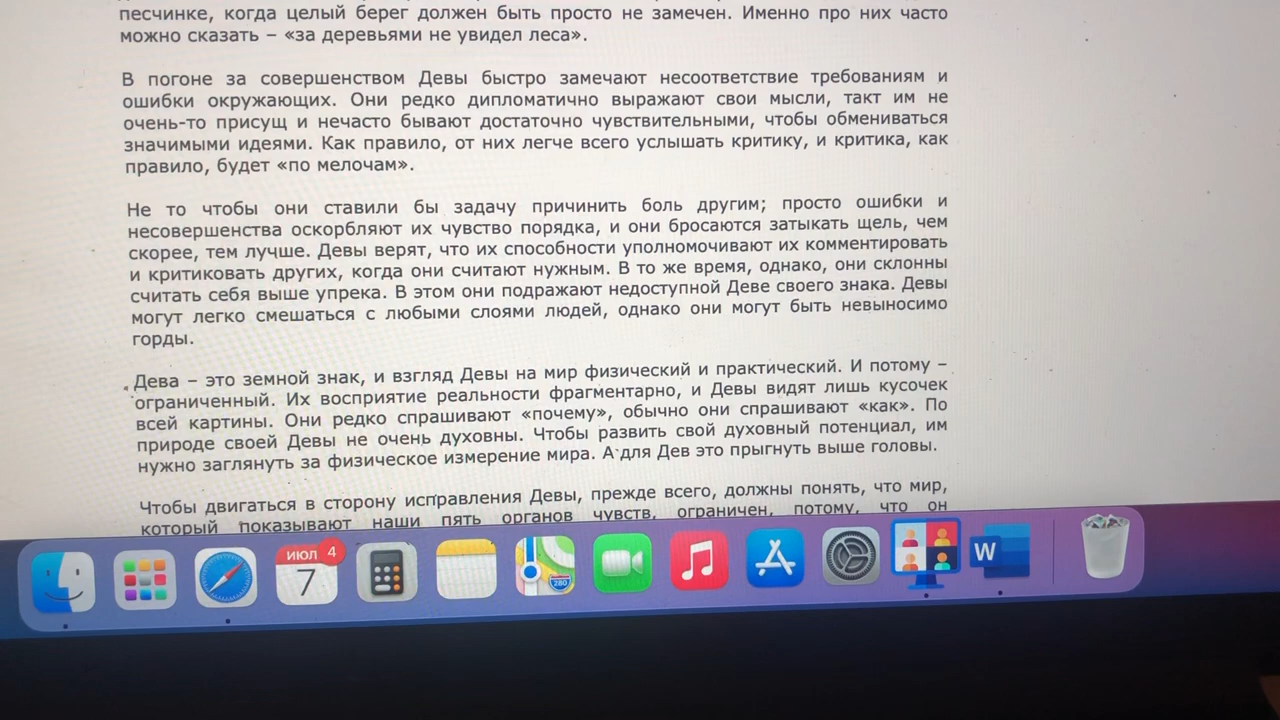 песчинке, когда целый берег должен быть просто не замечен. Именно про них часто
можно сказать – «за деревьями не увидел леса».
В погоне за совершенством Девы быстро замечают несоответствие требованиям и
ошибки окружающих. Они редко дипломатично выражают свои мысли, такт им не
очень-то присущ и нечасто бывают достаточно чувствительными, чтобы обмениваться
значимыми идеями. Как правило, от них легче всего услышать критику, и критика, как
правило, будет «по мелочам».
Не то чтобы они ставили бы задачу причинить боль другим; просто ошибки и
несовершенства оскорбляют их чувство порядка, и они бросаются затыкать щель, чем
скорее, тем лучше. Девы верят, что их способности уполномочивают их комментировать
и критиковать других, когда они считают нужным. В то же время, однако, они склонны
считать себя выше упрека. В этом они подражают недоступной Деве своего знака. Девы
могут легко смешаться с любыми слоями людей, однако они могут быть невыносимо
горды.
Дева – это земной знак, и взгляд Девы на мир физический и практический. И потому –
ограниченный. Их восприятие реальности фрагментарно, и Девы видят лишь кусочек
всей картины. Они редко спрашивают «почему», обычно они спрашивают «как». По
природе своей Девы не очень духовны. Чтобы развить свой духовный потенциал, им
нужно заглянуть за физическое измерение мира. А для Дев это прыгнуть выше головы.
Чтобы двигаться в сторону исправления Девы, прежде всего, должны понять, что мир,
который показывают наши пять органов чувств, ограничен, потому, что он
ИЮЛ 4
7
280
W